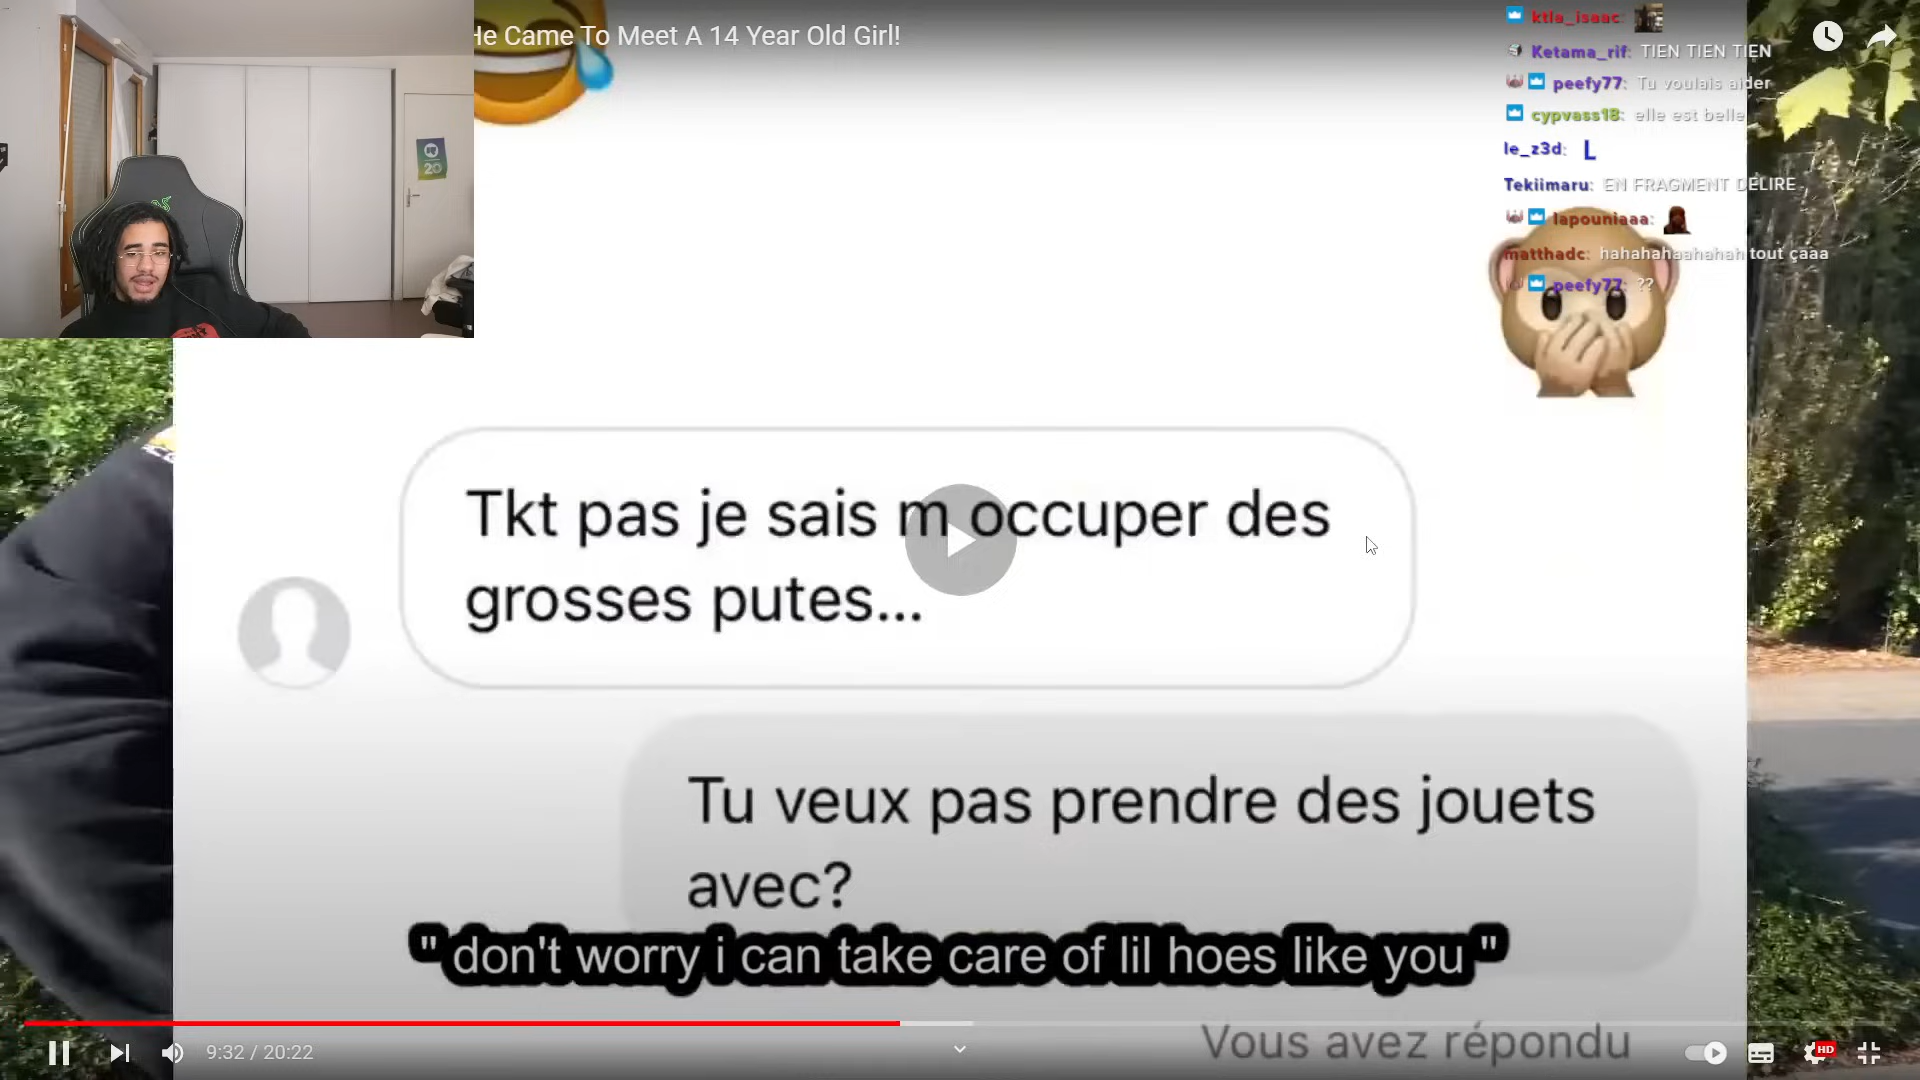 He Came To Meet A 14 Year Old Girl!
ktla_isaac:
Ketama_rif: TIEN TIEN TIEN
peefy77: Tu voulais aider
cypvass18: elle est belle
le_z3d: L
Tekiimaru: EN FRAGMENT DELIRE
lapouniaaa:
matthadc: hahahahaahahah tout çaaa
peefy77: ??
20
Tkt pas je sais m occuper des
grosses putes...
Tu veux pas prendre des jouets
avec?
" don't worry i can take care of lil hoes like you "
Vous avez répondu
9:32 / 20:22
HD